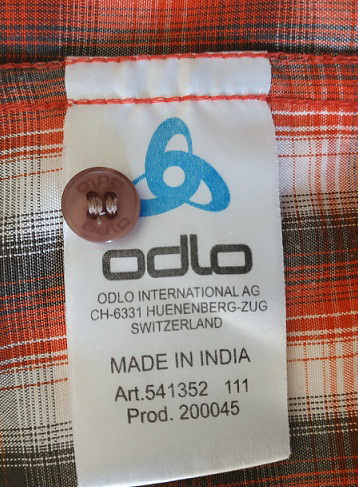 odlo
ODLO INTERNATIONAL AG
CH-6331 HUENENBERG-ZUG
SWITZERLAND
MADE IN INDIA
Art.541352 111
Prod. 200045